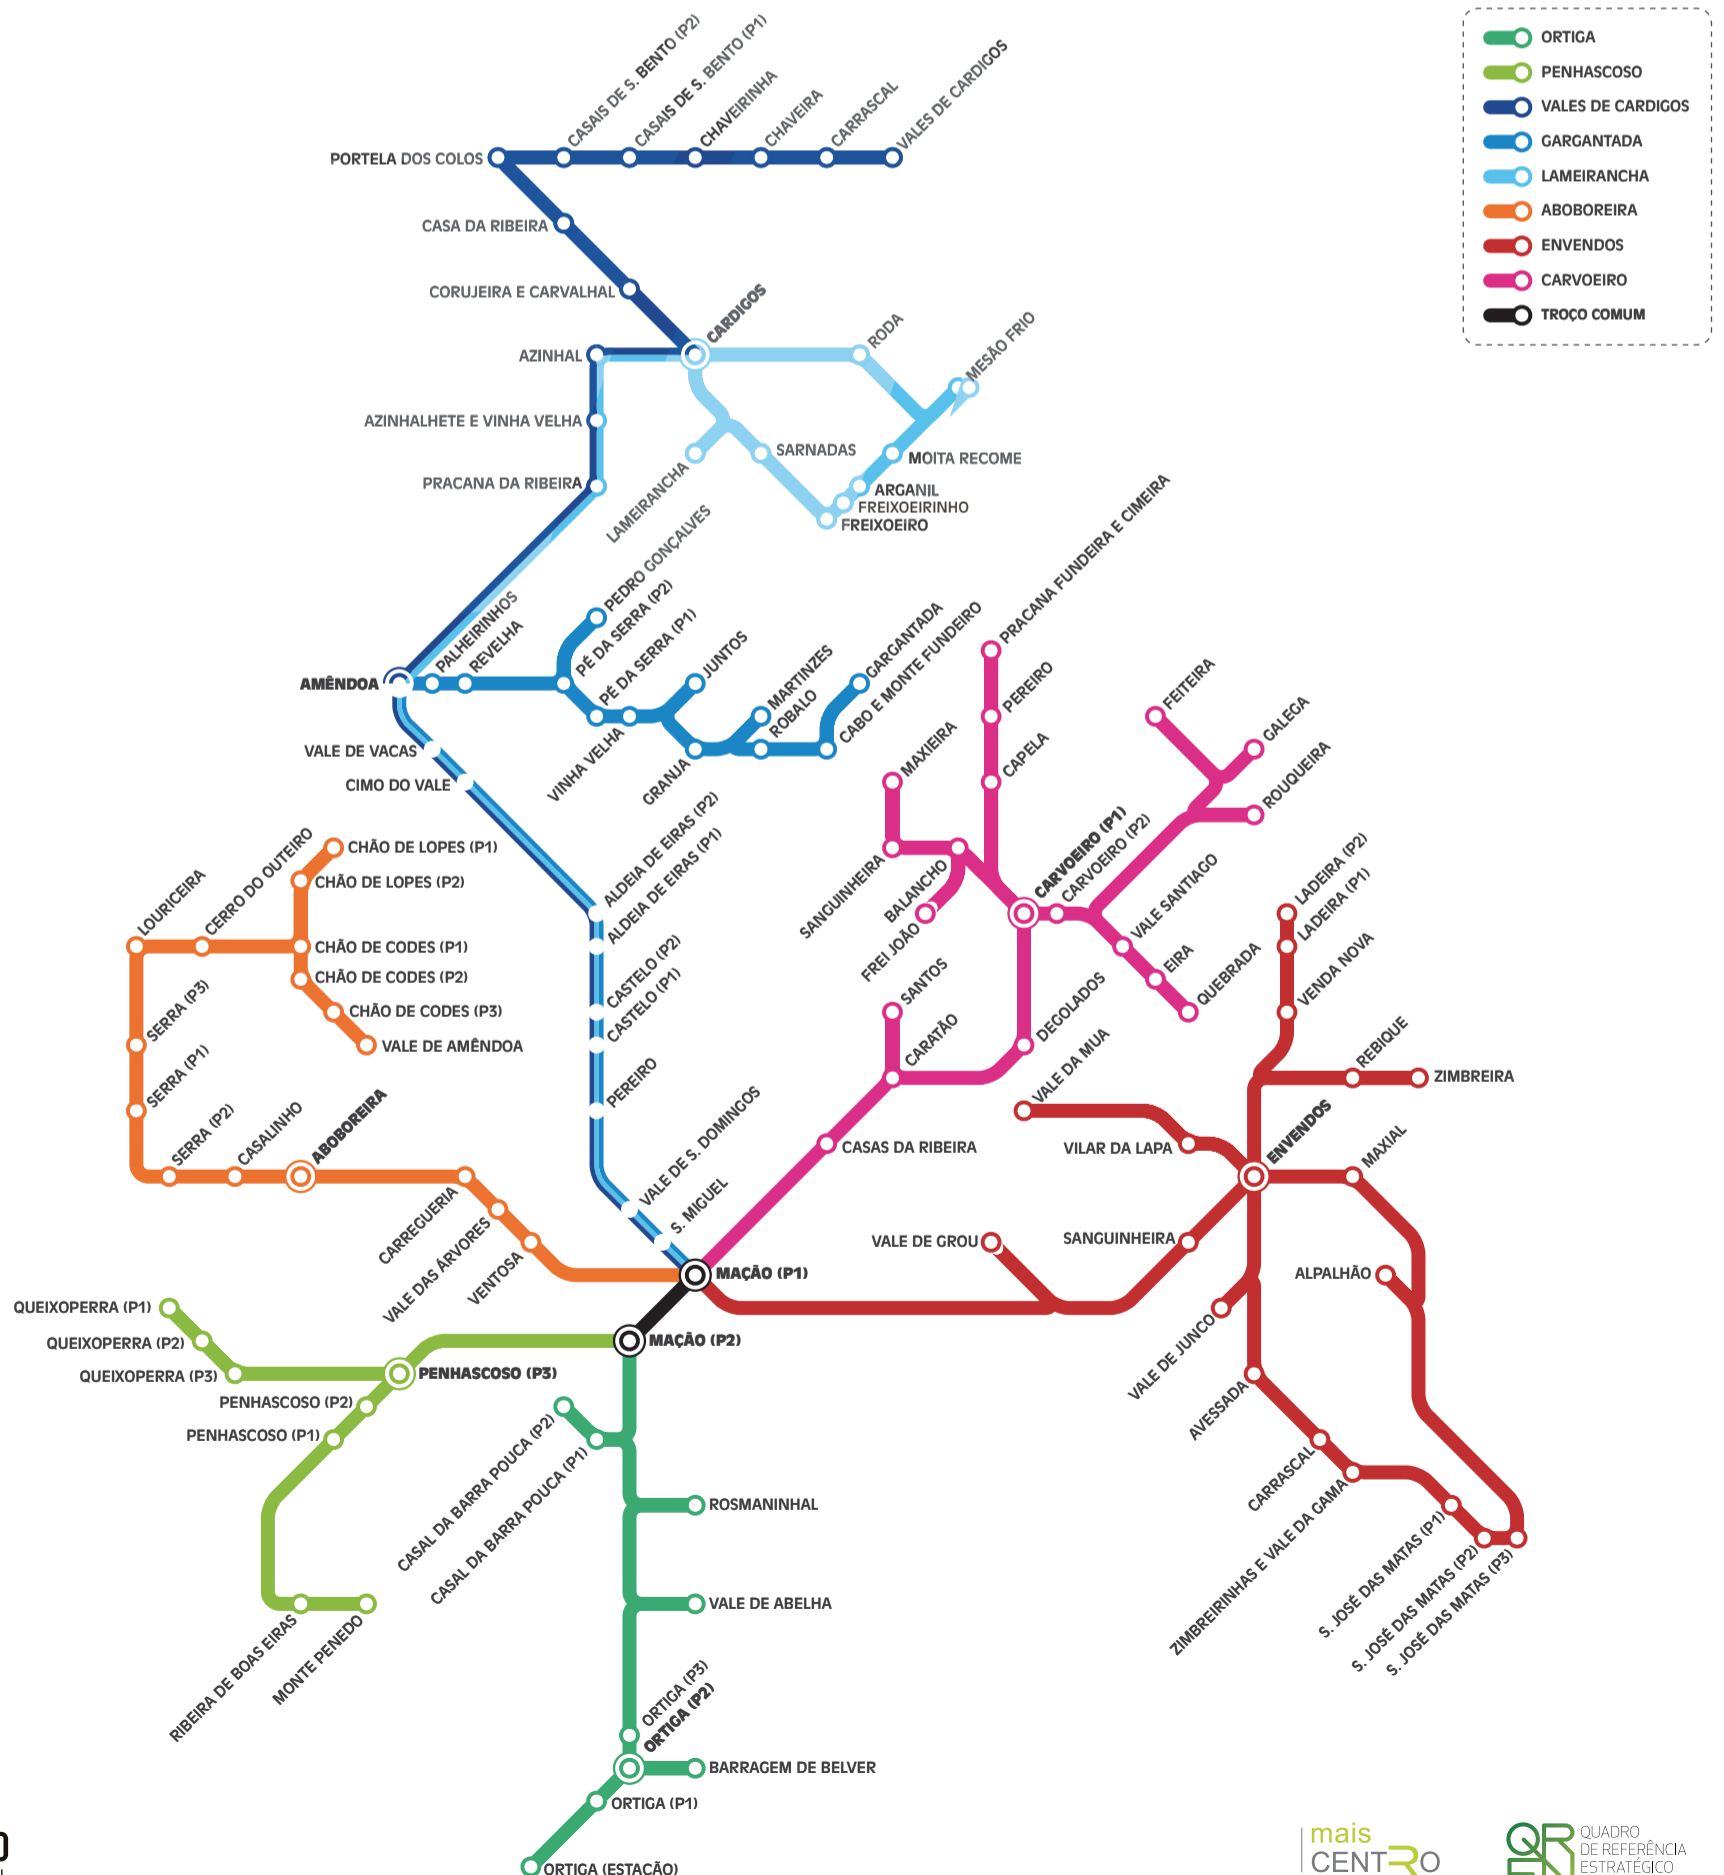 ORTIGA
PENHASCOSO
VALES DE CARDIGOS
GARGANTADA
LAMEIRANCHA
ABOBOREIRA
ENVENDOS
CARVOEIRO
TROÇO COMUM
CASAIS DE S. BENTO (P2)
CASAIS DE S. BENTO (P1)
CHAVEIRINHA
CHAVEIRA
CARRASCAL
VALES DE CARDIGOS
PORTELA DOS COLOS
CASA DA RIBEIRA
CORUJEIRA E CARVALHAL
CARDIGOS
RODA
MESÃO FRIO
AZINHAL
AZINHALHETE E VINHA VELHA
SARNADAS
MOITA RECOME
PRACANA DA RIBEIRA
LAMEIRANCHA
ARGANIL
FREIXOEIRINHO
FREIXOEIRO
PEDRO GONÇALVES
PRACANA FUNDEIRA E CIMEIRA
PALHEIRINHOS
REVELHA
PÉ DA SERRA (P2)
PÉ DA SERRA (P1)
JUNTOS
MARTINZES
ROBALO
GARGANTADA
CABO E MONTE FUNDEIRO
AMÊNDOA
VINHA VELHA
GRANJA
VALE DE VACAS
CIMO DO VALE
PEREIRO
CAPELA
MAXIEIRA
FEITEIRA
GALEGA
ROUQUEIRA
SANGUINHEIRA
BALANCHO
FREI JOÃO
CARVOEIRO (P1)
CARVOEIRO (P2)
VALE SANTIAGO
EIRA
QUEBRADA
LADEIRA (P2)
LADEIRA (P1)
VENDA NOVA
ALDEIA DE EIRAS (P2)
ALDEIA DE EIRAS (P1)
CHÃO DE LOPES (P1)
CHÃO DE LOPES (P2)
LOURICEIRA
CERRO DO OUTEIRO
CHÃO DE CODES (P1)
CHÃO DE CODES (P2)
CHÃO DE CODES (P3)
VALE DE AMÊNDOA
CASTELO (P2)
CASTELO (P1)
SANTOS
CARATÃO
DEGOLADOS
VALE DA MUA
REBIQUE
ZIMBREIRA
SERRA (P3)
SERRA (P1)
SERRA (P2)
CASALINHO
ABOBOREIRA
PEREIRO
VALE DE S. DOMINGOS
S. MIGUEL
CASAS DA RIBEIRA
VILAR DA LAPA
ENVENDOS
MAXIAL
CARREGUERIA
VALE DAS ÁRVORES
VENTOSA
VALE DE GROU
SANGUINHEIRA
ALPALHÃO
MAÇÃO (P1)
QUEIXOPERRA (P1)
QUEIXOPERRA (P2)
QUEIXOPERRA (P3)
MAÇÃO (P2)
PENHASCOSO (P3)
PENHASCOSO (P2)
PENHASCOSO (P1)
VALE DE JUNCO
AVESSADA
CARRASCAL
ZIMBREIRINHAS E VALE DA GAMA
S. JOSÉ DAS MATAS (P1)
S. JOSÉ DAS MATAS (P2)
S. JOSÉ DAS MATAS (P3)
CASAL DA BARRA POUCA (P2)
CASAL DA BARRA POUCA (P1)
ROSMANINHAL
VALE DE ABELHA
RIBEIRA DE BOAS EIRAS
MONTE PENEDO
ORTIGA (P3)
ORTIGA (P2)
BARRAGEM DE BELVER
ORTIGA (P1)
ORTIGA (ESTAÇÃO)
mais
CENTRO
QR
QUADRO
DE REFERÊNCIA
ESTRATÉGICO